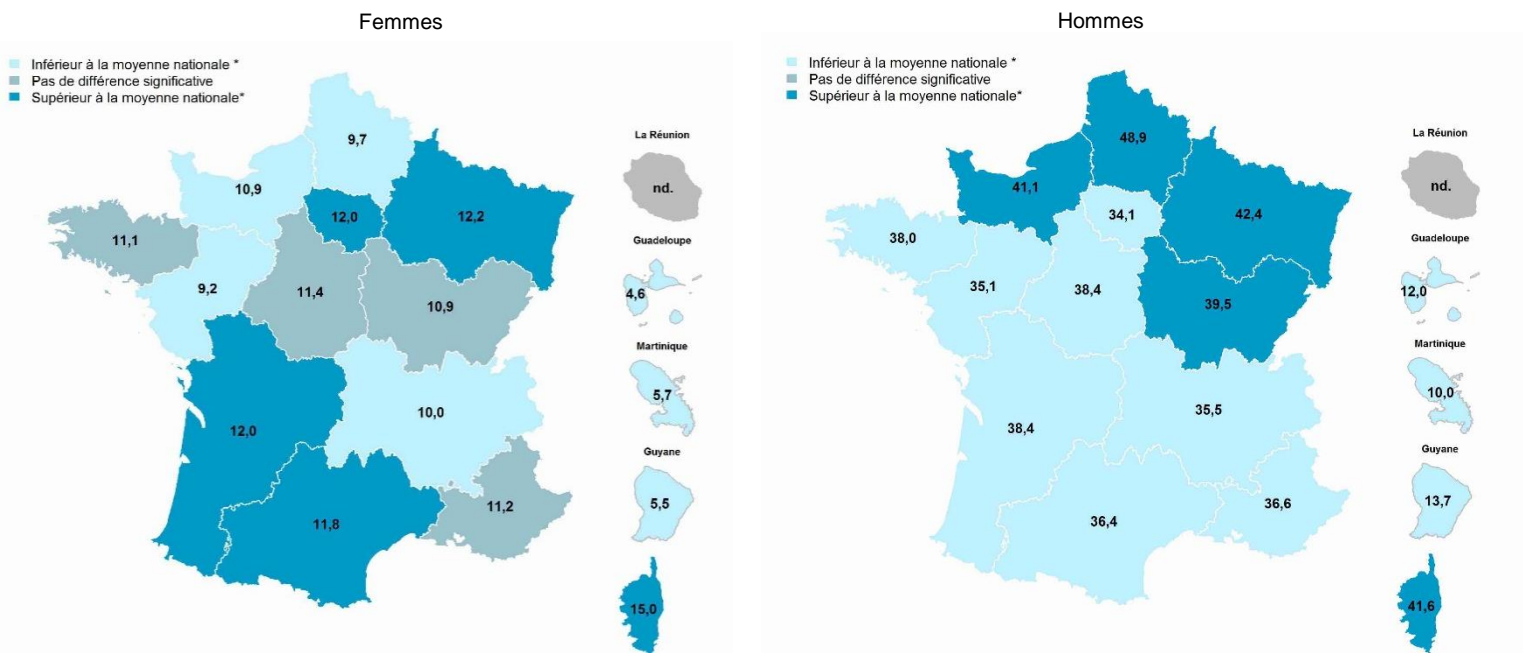 Femmes
Inférieur à la moyenne nationale *
Pas de différence significative
Supérieur à la moyenne nationale*
9,7
10,9
12,0
12,2
11,1
9,2
11,4
10,9
10,0
12,0
11,8
11,2
La Réunion
nd.
Guadeloupe
4,6
Martinique
5,7
Guyane
5,5
15,0
Hommes
Inférieur à la moyenne nationale *
Pas de différence significative
Supérieur à la moyenne nationale*
48,9
41,1
34,1
42,4
38,0
35,1
38,4
39,5
35,5
38,4
36,4
36,6
La Réunion
nd.
Guadeloupe
12,0
Martinique
10,0
Guyane
13,7
41,6